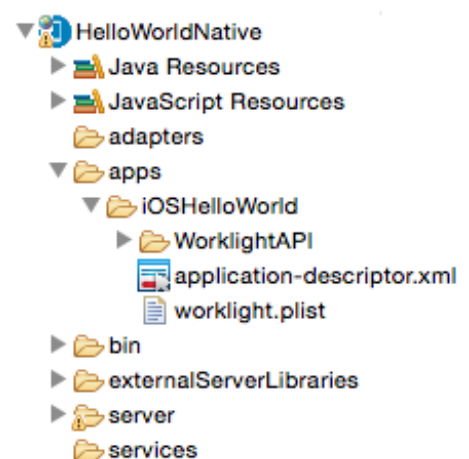 HelloWorldNative
Java Resources
JavaScript Resources
adapters
apps
iOSHelloWorld
WorklightAPI
application-descriptor.xml
worklight.plist
bin
externalServerLibraries
server
services